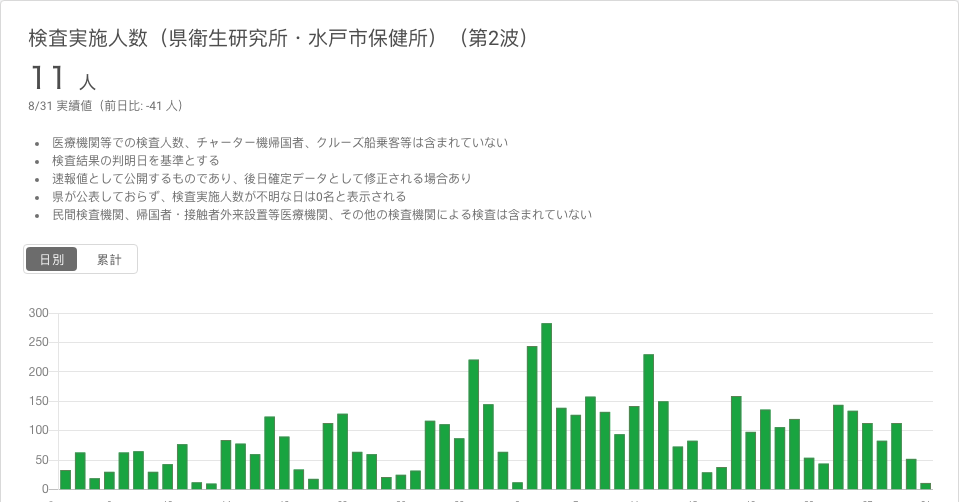 検査実施人数（県衛生研究所・水戸市保健所）（第2波）
11 人
8/31 実績値（前日比: -41 人）
医療機関等での検査人数、チャーター機帰国者、クルーズ船乗客等は含まれていない
検査結果の判明日を基準とする
速報値として公開するものであり、後日確定データとして修正される場合あり
県が公表しておらず、検査実施人数が不明な日は0名と表示される
民間検査機関、帰国者・接触者外来設置等医療機関、その他の検査機関による検査は含まれていない
日別 累計
300
250
200
150
100
50
0